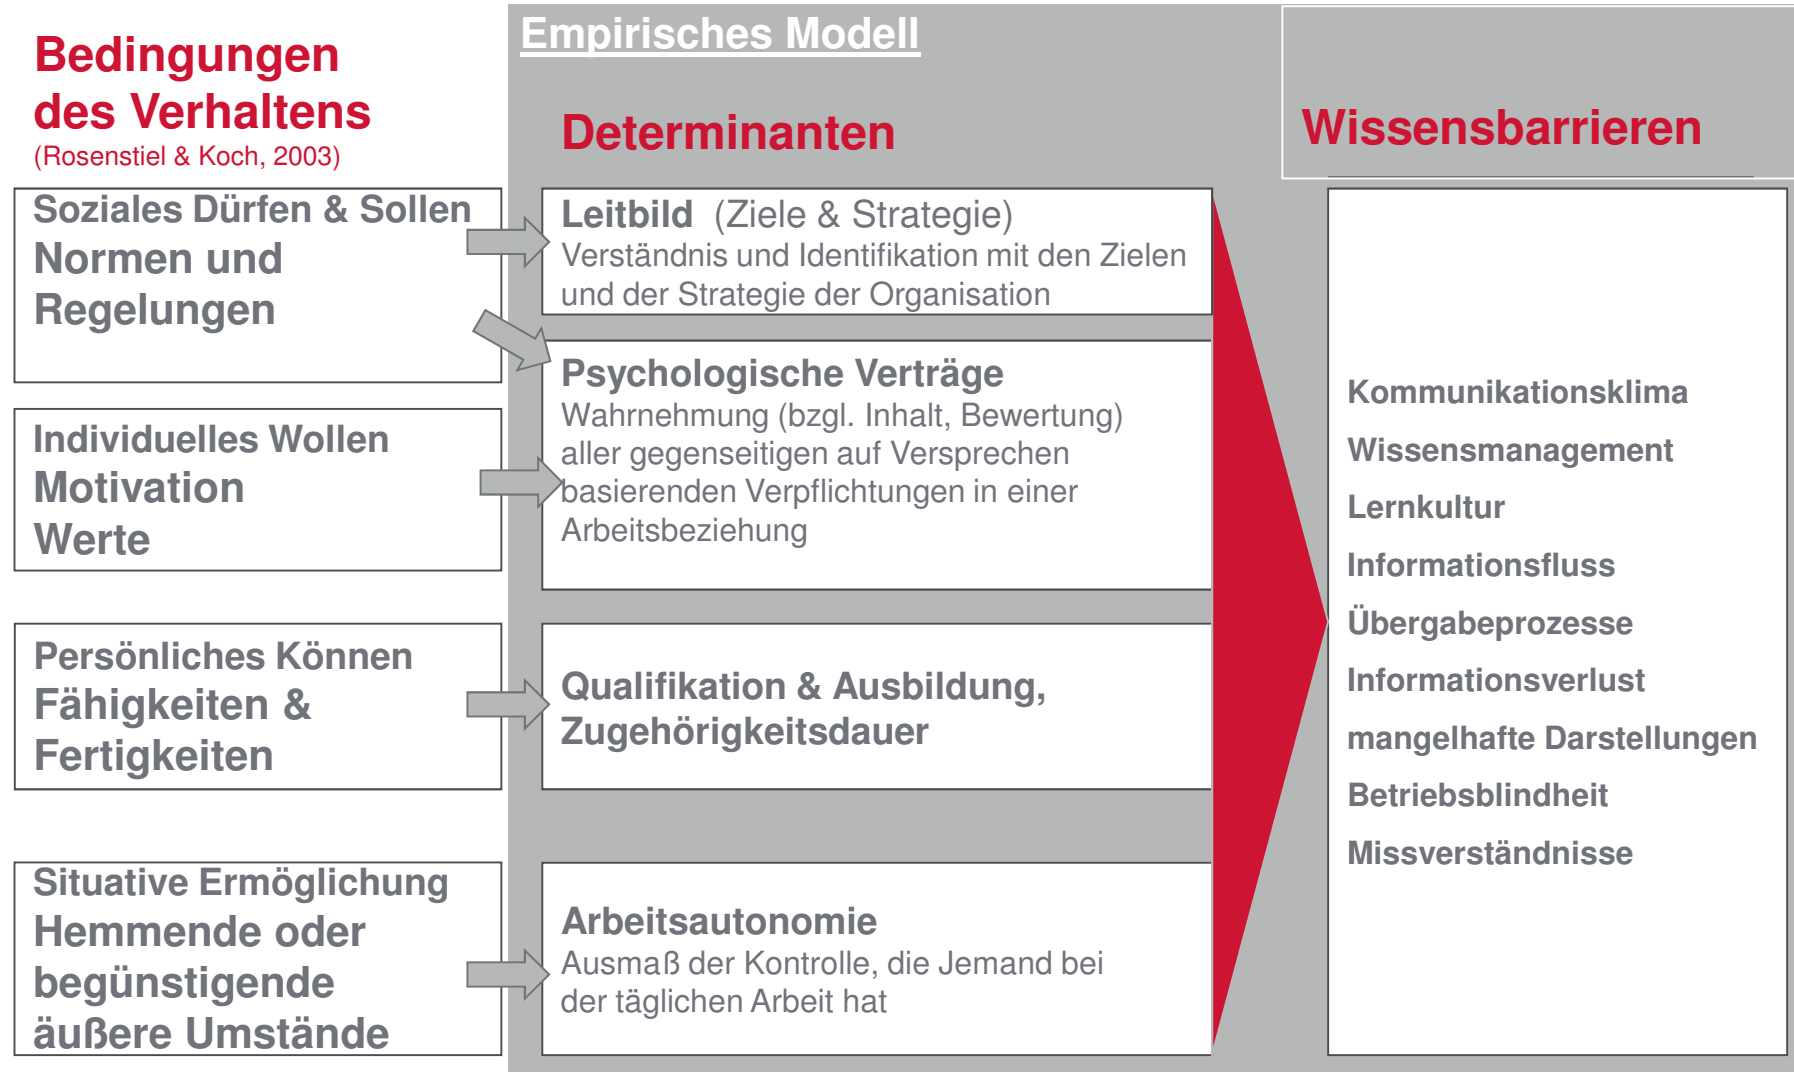 Bedingungen
des Verhaltens
(Rosenstiel & Koch, 2003)
Soziales Dürfen & Sollen
Normen und
Regelungen
Individuelles Wollen
Motivation
Werte
Persönliches Können
Fähigkeiten &
Fertigkeiten
Situative Ermöglichung
Hemmende oder
begünstigende
äußere Umstände
Empirisches Modell
Determinanten
Leitbild (Ziele & Strategie)
Verständnis und Identifikation mit den Zielen
und der Strategie der Organisation
Psychologische Verträge
Wahrnehmung (bzgl. Inhalt, Bewertung)
aller gegenseitigen auf Versprechen
basierenden Verpflichtungen in einer
Arbeitsbeziehung
Qualifikation & Ausbildung,
Zugehörigkeitsdauer
Arbeitsautonomie
Ausmaß der Kontrolle, die Jemand bei
der täglichen Arbeit hat
Wissensbarrieren
Kommunikationsklima
Wissensmanagement
Lernkultur
Informationsfluss
Übergabeprozesse
Informationsverlust
mangelhafte Darstellungen
Betriebsblindheit
Missverständnisse